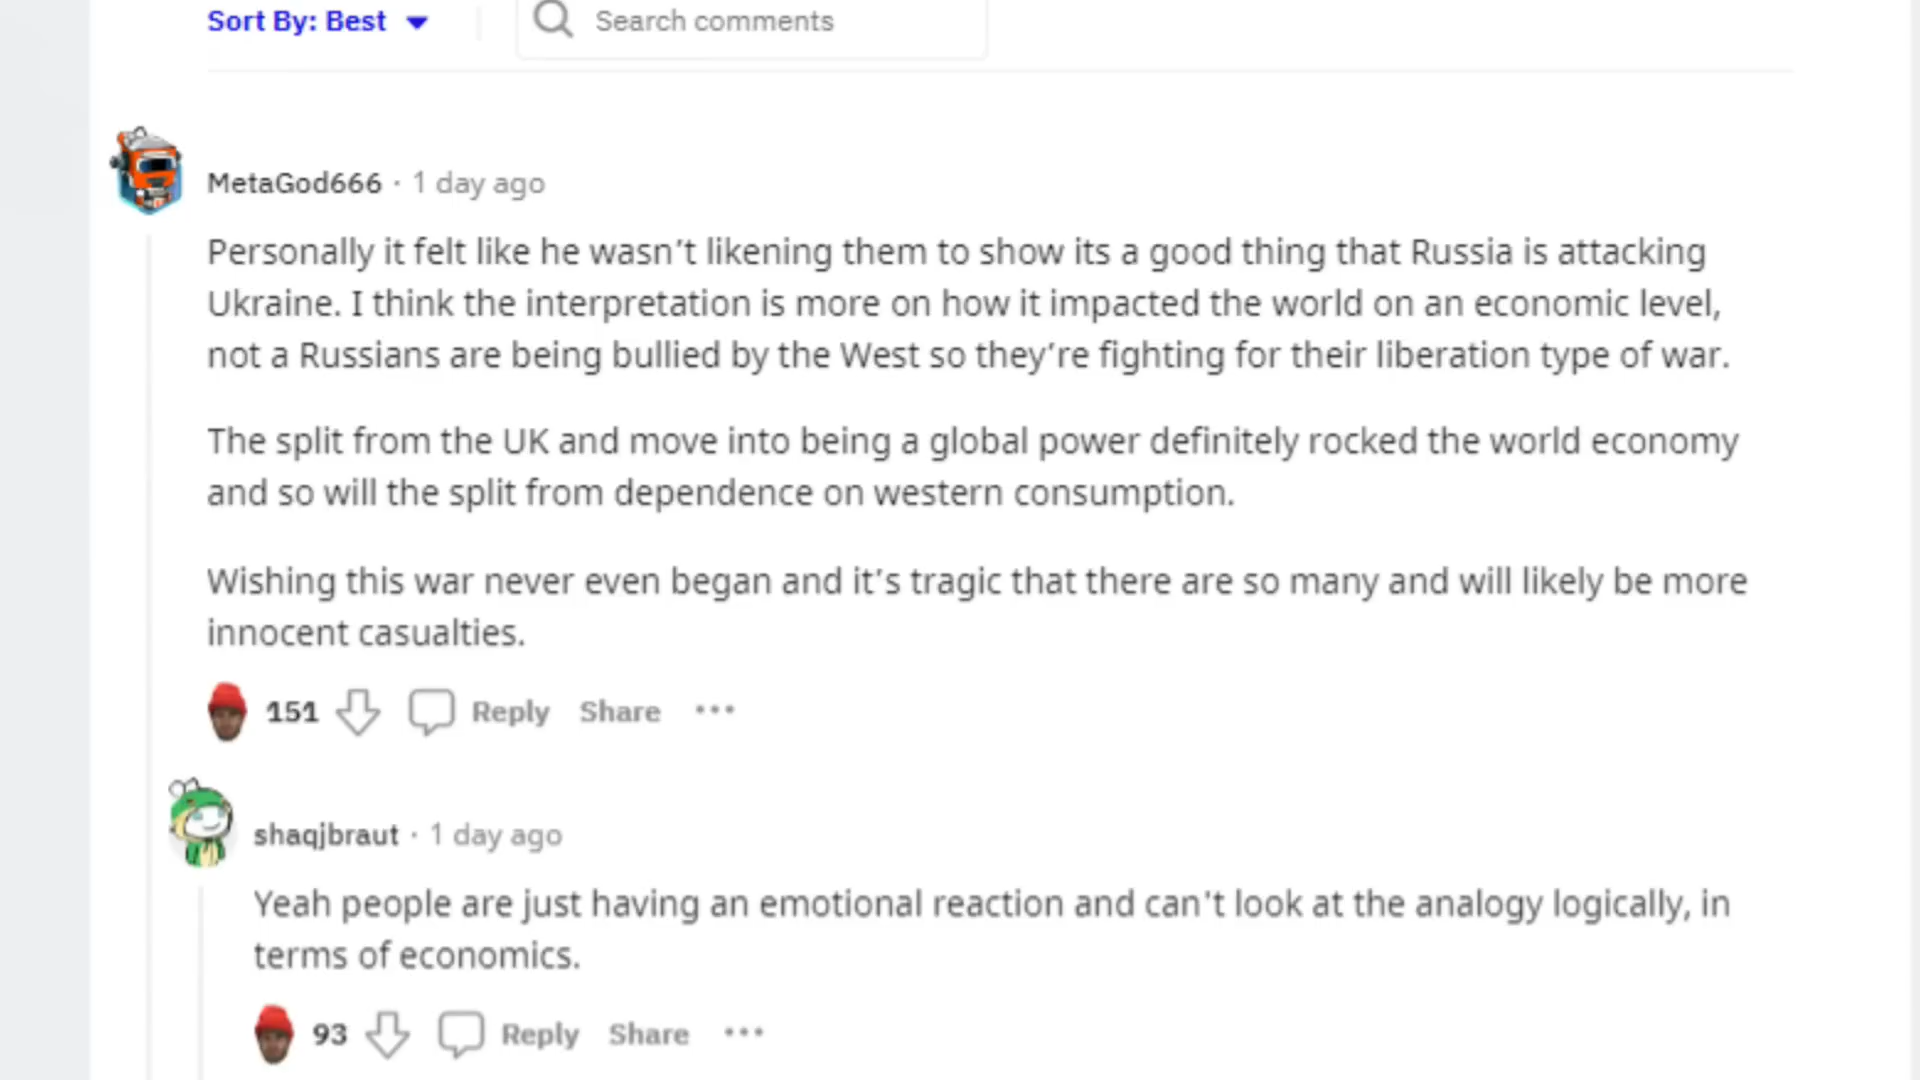 Sort By: Best
Search comments
MetaGod666 · 1 day ago
Personally it felt like he wasn't likening them to show its a good thing that Russia is attacking
Ukraine. I think the interpretation is more on how it impacted the world on an economic level,
not a Russians are being bullied by the West so they're fighting for their liberation type of war.
The split from the UK and move into being a global power definitely rocked the world economy
and so will the split from dependence on western consumption.
Wishing this war never even began and it's tragic that there are so many and will likely be more
innocent casualties.
151 Reply Share ···
shaqjbraut · 1 day ago
Yeah people are just having an emotional reaction and can't look at the analogy logically, in
terms of economics.
93 Reply Share ···